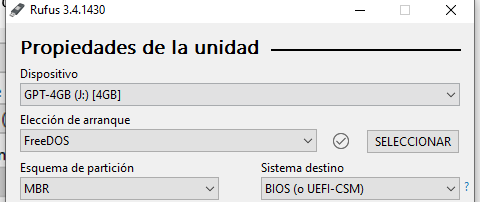 Rufus 3.4.1430
Propiedades de la unidad
Dispositivo
GPT-4GB (J:) [4GB]
Elección de arranque
FreeDOS
SELECCIONAR
Esquema de partición
Sistema destino
MBR
BIOS (o UEFI-CSM)
?